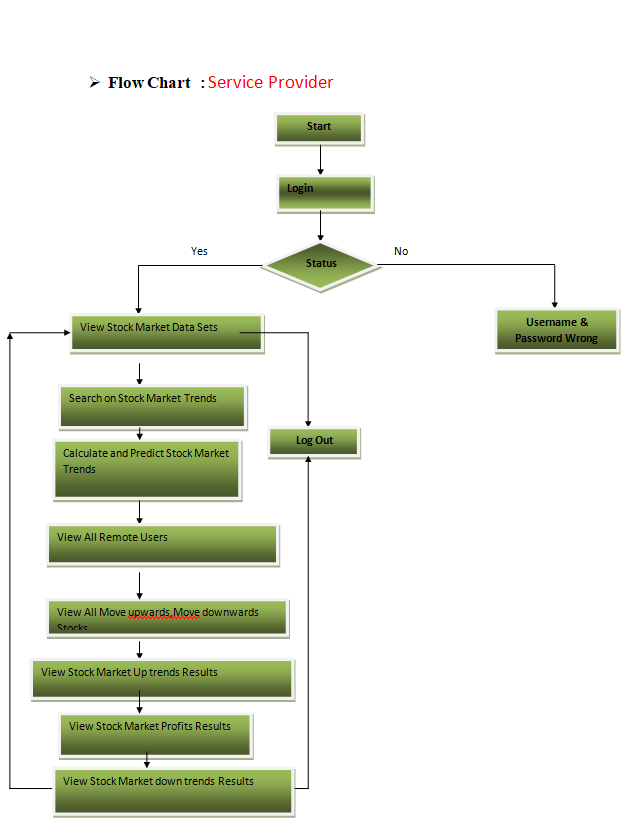 Flow Chart : Service Provider
Start
Login
Status
Yes
No
Username &
Password Wrong
View Stock Market Data Sets
Search on Stock Market Trends
Log Out
Calculate and Predict Stock Market
Trends
View All Remote Users
View All Move upwards,Move downwards
Stocks
View Stock Market Up trends Results
View Stock Market Profits Results
View Stock Market down trends Results